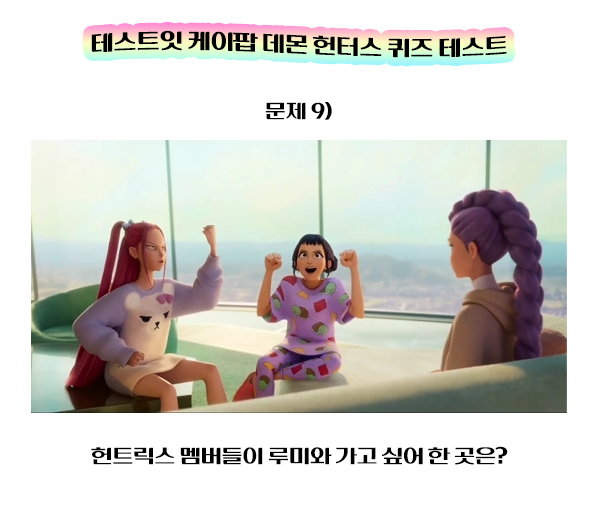 테스트잇 케이팝 데몬 헌터스 퀴즈 테스트
문제 9)
헌트릭스 멤버들이 루미와 가고 싶어 한 곳은?